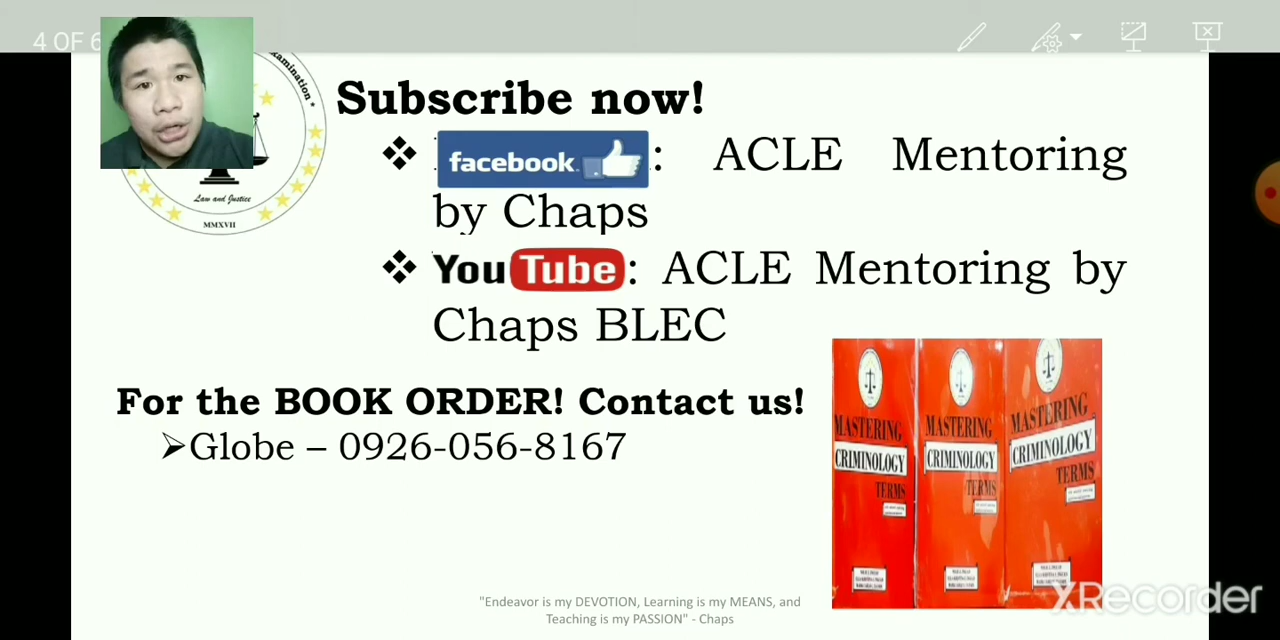 4 OF 6
xamination *
Law and Justice
MMXVII
Subscribe now!
❖ facebook : ACLE Mentoring
by Chaps
❖ YouTube : ACLE Mentoring by
Chaps BLEC
For the BOOK ORDER! Contact us!
➢Globe – 0926-056-8167
MASTERING
CRIMINOLOGY
TERMS
MASTERING
CRIMINOLOGY
TERMS
MASTERING
CRIMINOLOGY
TERMS
"Endeavor is my DEVOTION, Learning is my MEANS, and
Teaching is my PASSION" - Chaps
XRecorder